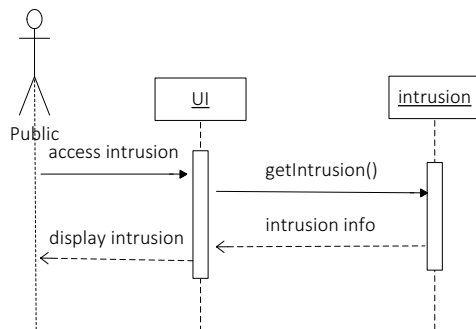 UI
intrusion
Public
access intrusion
getIntrusion()
intrusion info
display intrusion